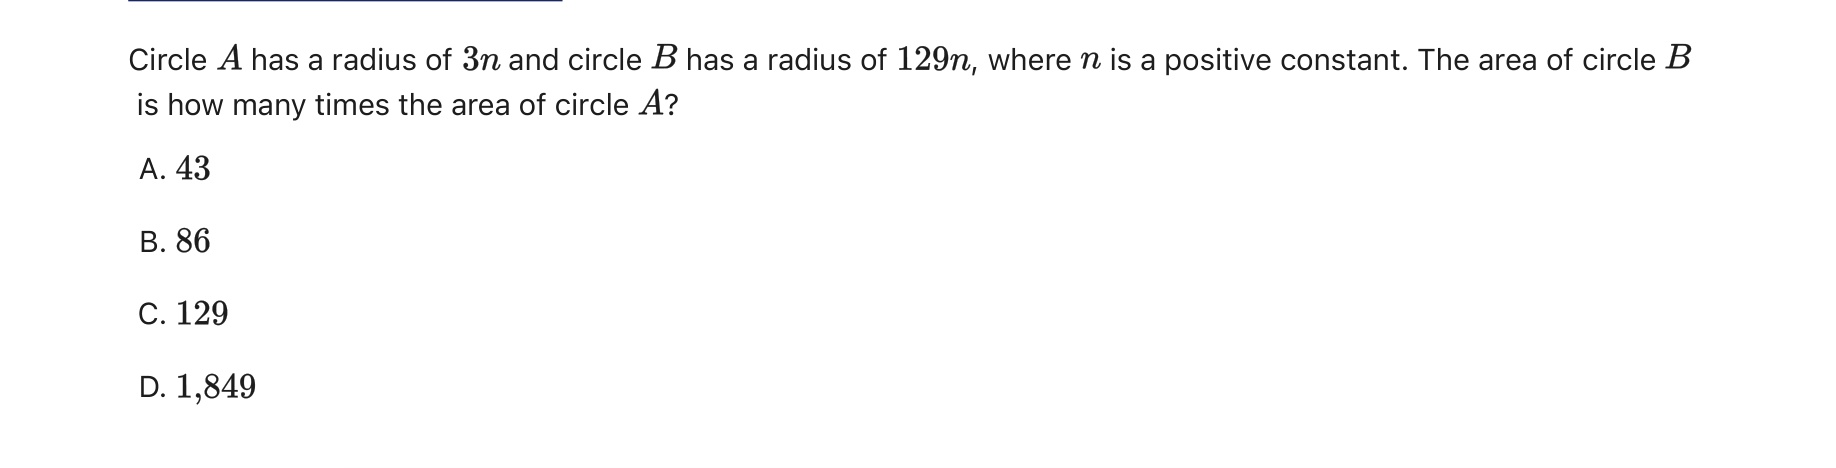 Circle A has a radius of 3n and circle B has a radius of 129n, where n is a positive constant. The area of circle B
is how many times the area of circle A?
A. 43
B. 86
C. 129
D. 1,849